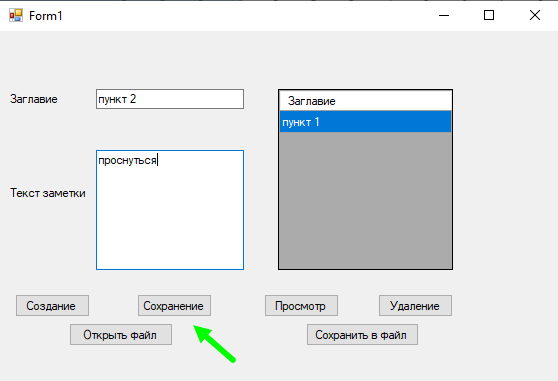 Form1
Заглавие
пункт 2
Заглавие
пункт 1
Текст заметки
проснуться
Создание
Сохранение
Просмотр
Удаление
Открыть файл
Сохранить в файл